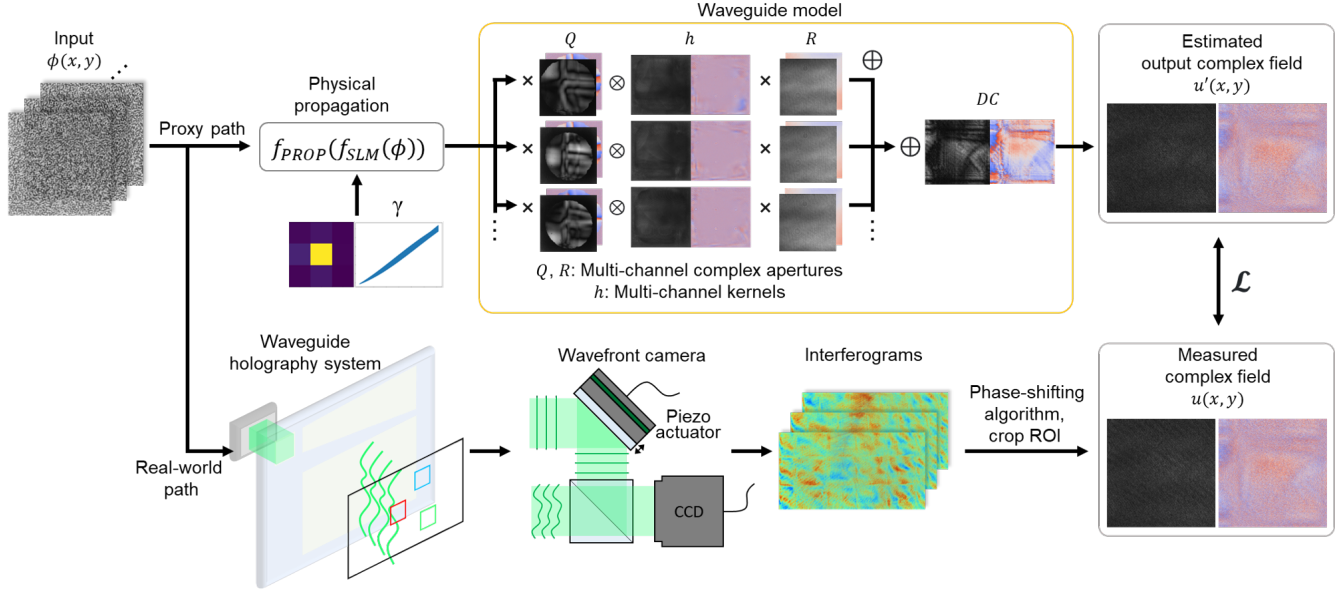 Waveguide model
Input
ϕ(x, y)
...
Proxy path
Physical
propagation
f_PROP(f_SLM(ϕ))
γ
Q h R
× ⊗ × ⊕
× ⊗ ×
× ⊗ ×
⋮ ⋮
⊕
DC
Q, R: Multi-channel complex apertures
h: Multi-channel kernels
Estimated
output complex field
u'(x, y)
ℒ
Waveguide
holography system
Real-world
path
Wavefront camera
Piezo
actuator
CCD
Interferograms
Phase-shifting
algorithm,
crop ROI
Measured
complex field
u(x, y)